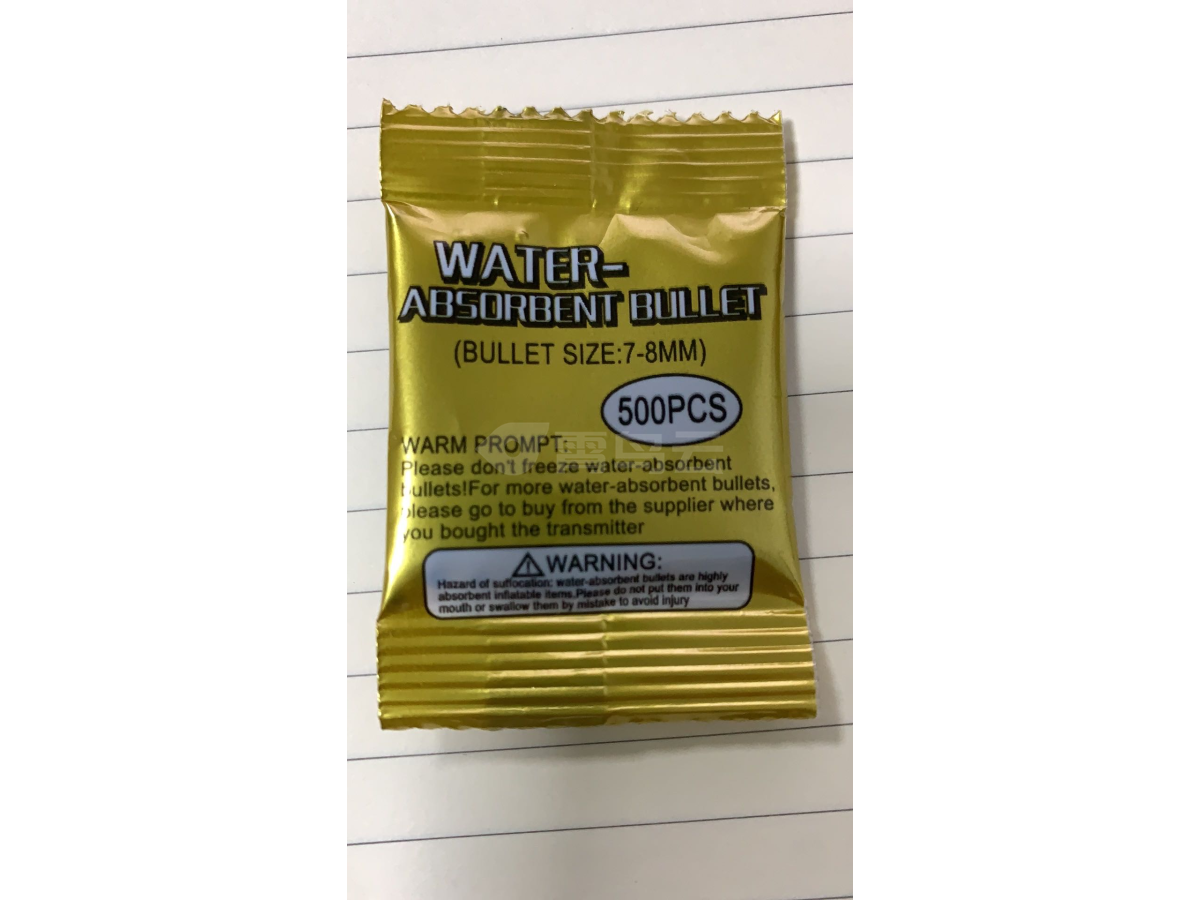 WATER-
ABSORBENT BULLET
(BULLET SIZE:7-8MM)
500PCS
WARM PROMPT:
Please don't freeze water-absorbent
bullets!For more water-absorbent bullets,
please go to buy from the supplier where
you bought the transmitter
WARNING:
Hazard of suffocation: water-absorbent bullets are highly
absorbent inflatable items.Please do not put them into your
mouth or swallow them by mistake to avoid injury